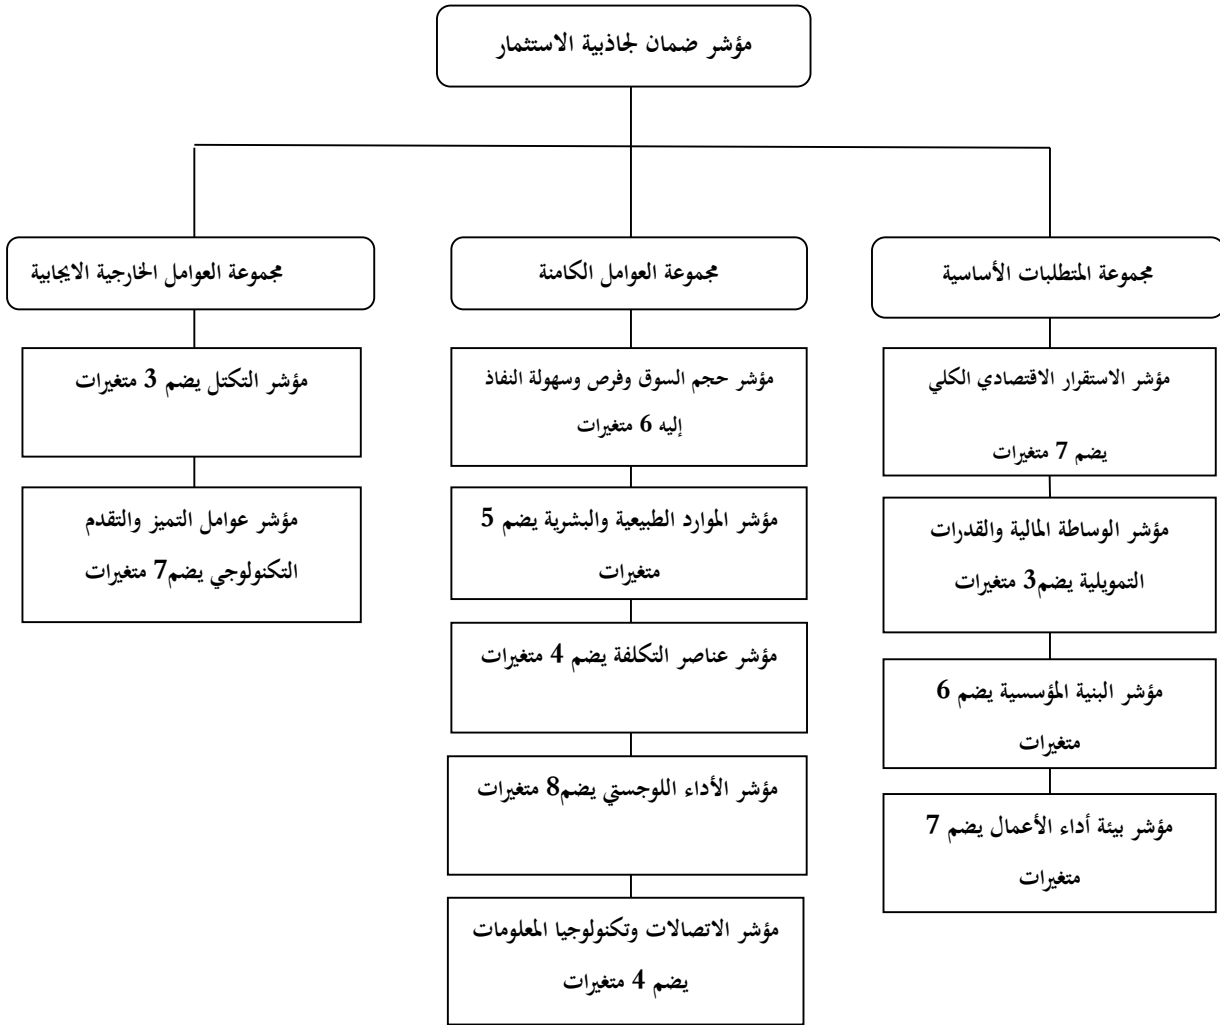 مؤشر ضمان لجاذبية الاستثمار
مجموعة المتطلبات الأساسية
مؤشر الاستقرار الاقتصادي الكلي
يضم 7 متغيرات
مؤشر الوساطة المالية والقدرات
التمويلية يضم3 متغيرات
مؤشر البنية المؤسسية يضم 6
متغيرات
مؤشر بيئة أداء الأعمال يضم 7
متغيرات
مجموعة العوامل الكامنة
مؤشر حجم السوق وفرص وسهولة النفاذ
إليه 6 متغيرات
مؤشر الموارد الطبيعية والبشرية يضم 5
متغيرات
مؤشر عناصر التكلفة يضم 4 متغيرات
مؤشر الأداء اللوجستي يضم8 متغيرات
مؤشر الاتصالات وتكنولوجيا المعلومات
يضم 4 متغيرات
مجموعة العوامل الخارجية الايجابية
مؤشر التكتل يضم 3 متغيرات
مؤشر عوامل التميز والتقدم
التكنولوجي يضم7 متغيرات